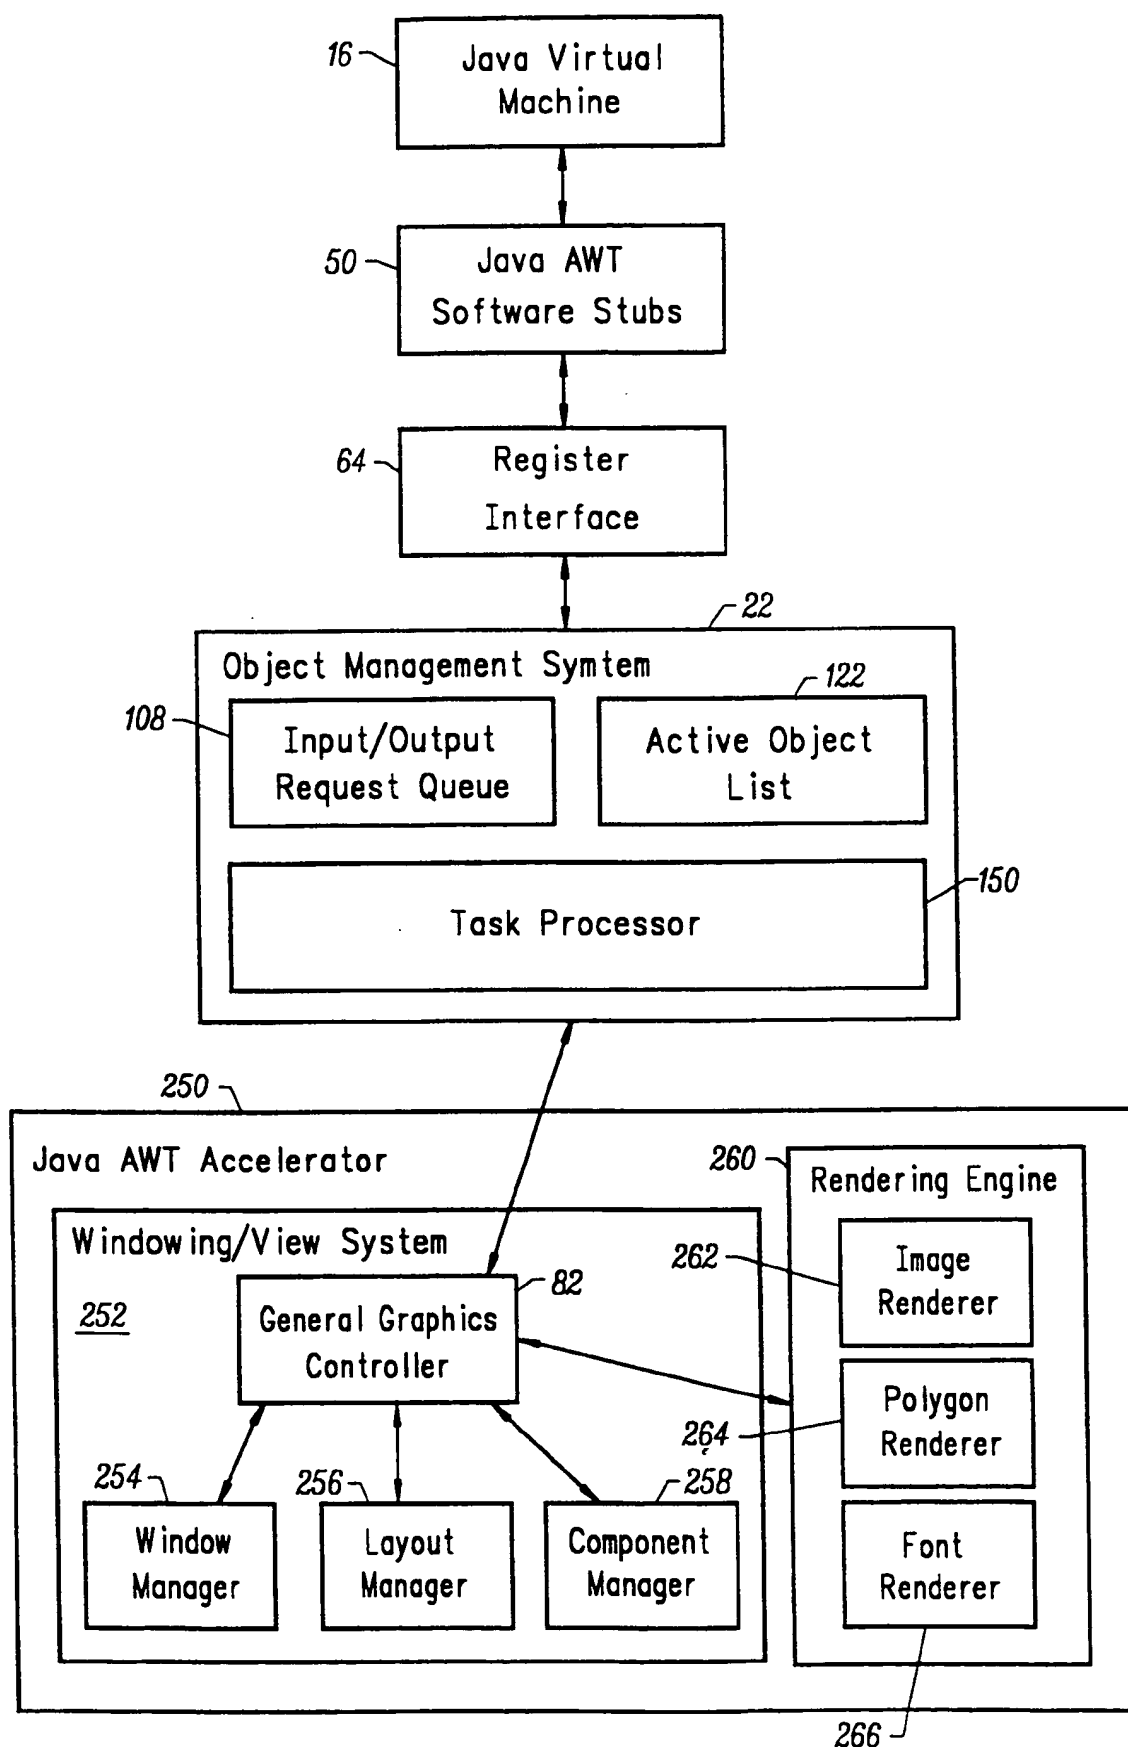 16
Java Virtual
Machine
50
Java AWT
Software Stubs
64
Register
Interface
22
Object Management Symtem
108
Input/Output
Request Queue
122
Active Object
List
150
Task Processor
250
Java AWT Accelerator
Windowing/View System
252
82
General Graphics
Controller
254
Window
Manager
256
Layout
Manager
258
Component
Manager
260
Rendering Engine
262
Image
Renderer
264
Polygon
Renderer
Font
Renderer
266